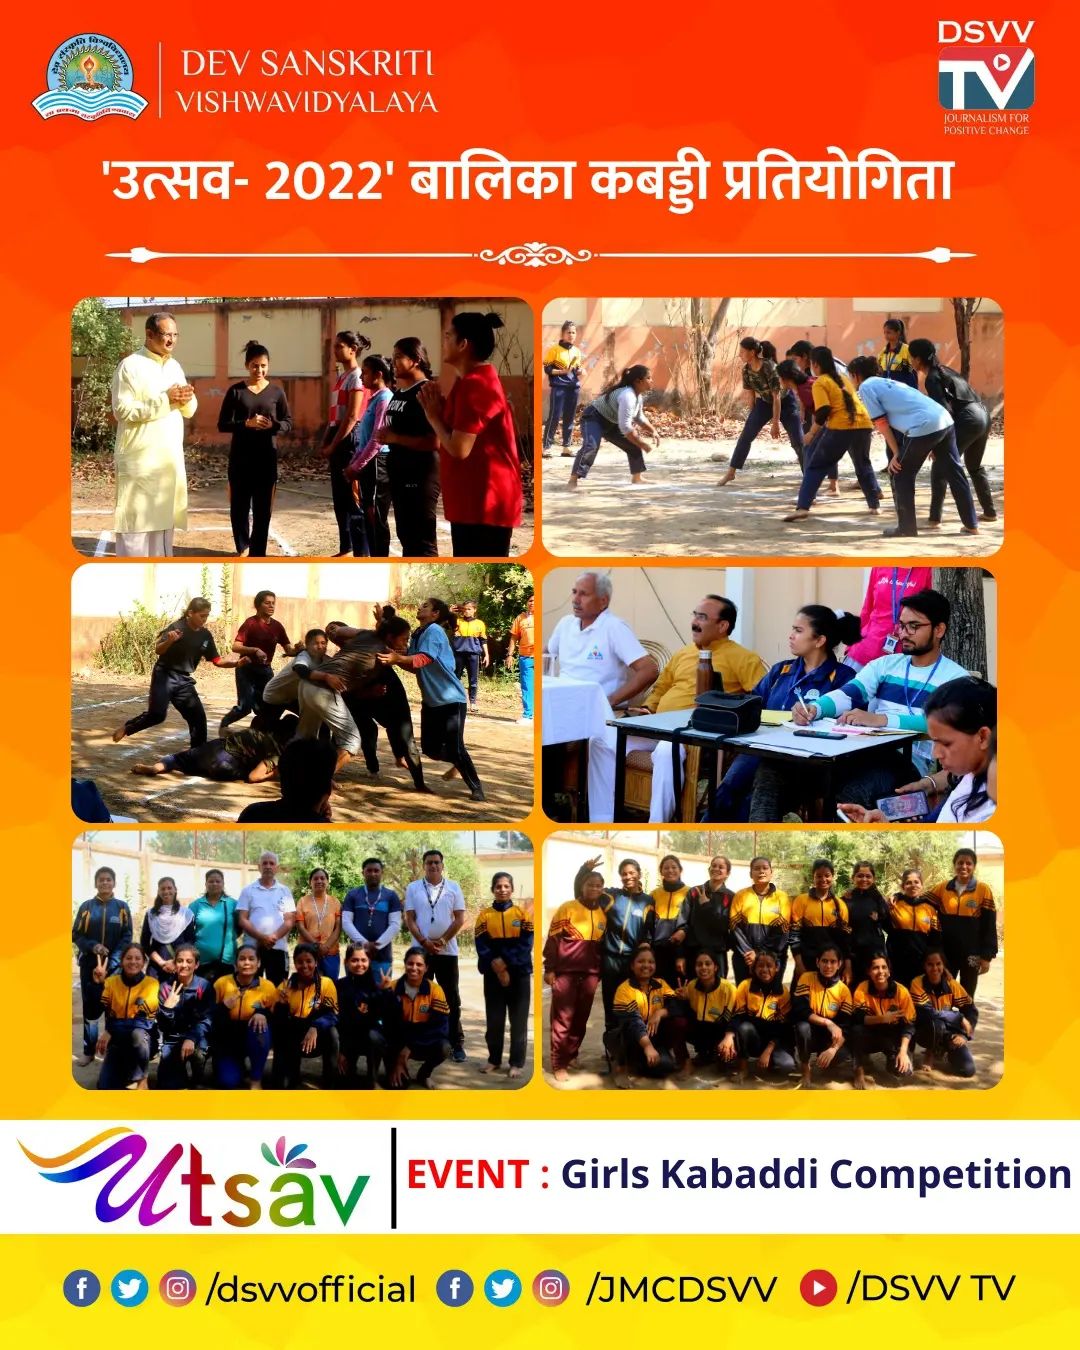 DEV SANSKRITI
VISHWAVIDYALAYA
DSVV
TV
JOURNALISM FOR
POSITIVE CHANGE
'उत्सव- 2022' बालिका कबड्डी प्रतियोगिता
Utsav
EVENT : Girls Kabaddi Competition
/dsvvofficial
/JMCDSVV
/DSVV TV